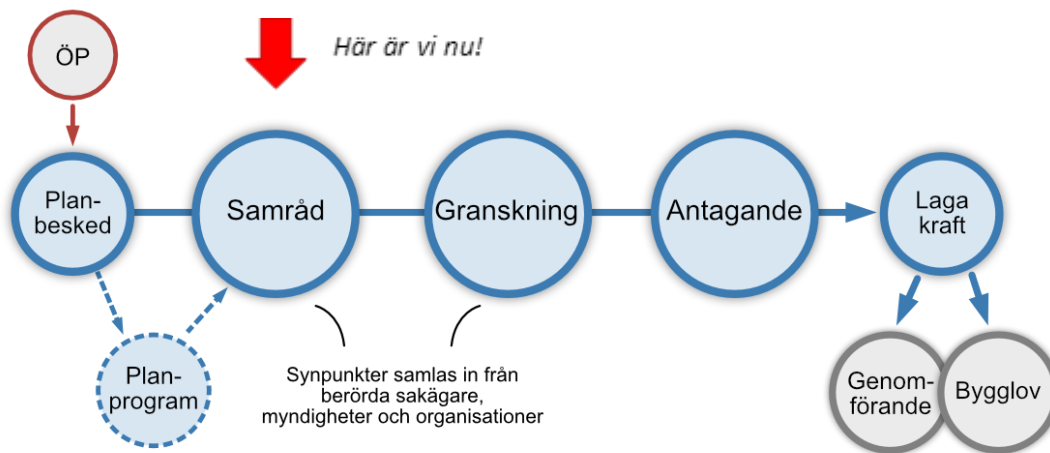 ÖP
Här är vi nu!
Plan-
besked
Samråd
Granskning
Antagande
Laga
kraft
Plan-
program
Synpunkter samlas in från
berörda sakägare,
myndigheter och organisationer
Genom-
förande
Bygglov